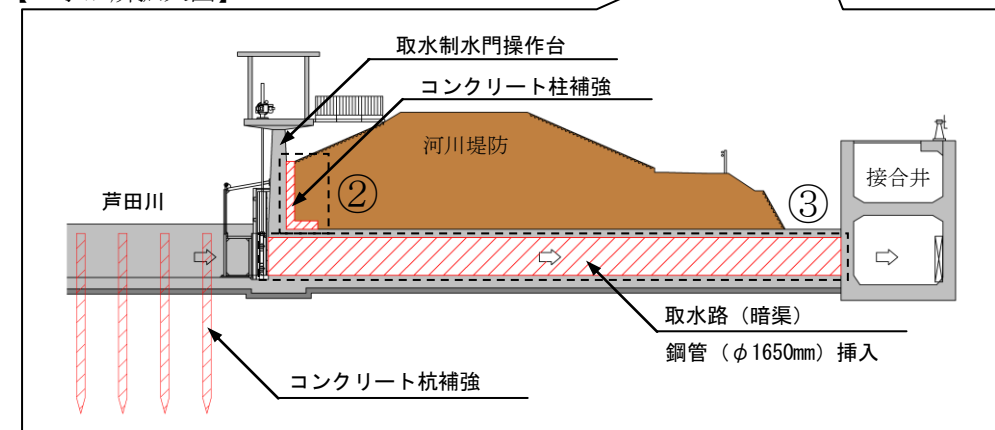 取水制水門操作台
コンクリート柱補強
河川堤防
接合井
②
芦田川
③
取水路（暗渠）
鋼管（φ1650mm）挿入
コンクリート杭補強